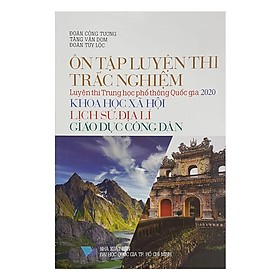 ĐOÀN CÔNG TƯƠNG
TĂNG VĂN DOM
ĐOÀN TÚY LỘC
ÔN TẬP LUYỆN THI
TRẮC NGHIỆM
Luyện thi Trung học phổ thông Quốc gia 2020
KHOA HỌC XÃ HỘI
LỊCH SỬ, ĐỊA LÍ
GIÁO DỤC CÔNG DÂN
NHÀ XUẤT BẢN
ĐẠI HỌC QUỐC GIA TP. HỒ CHÍ MINH